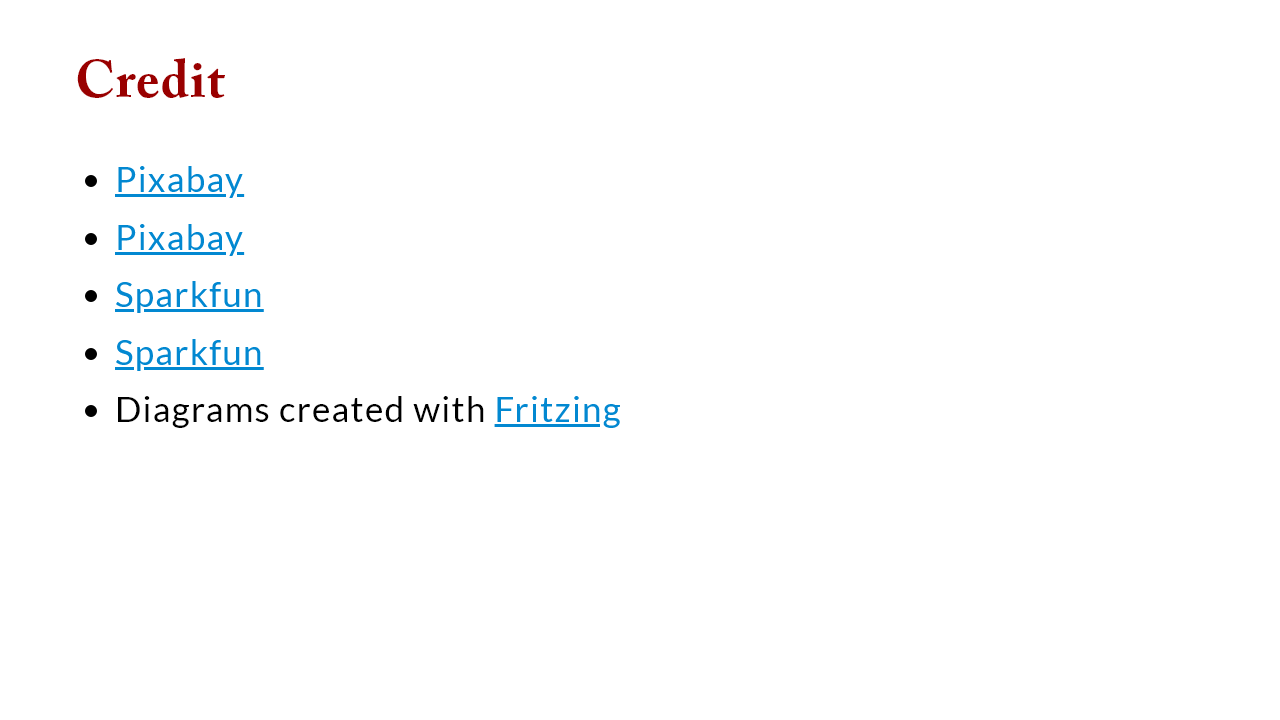 Credit
Pixabay
Pixabay
Sparkfun
Sparkfun
Diagrams created with Fritzing